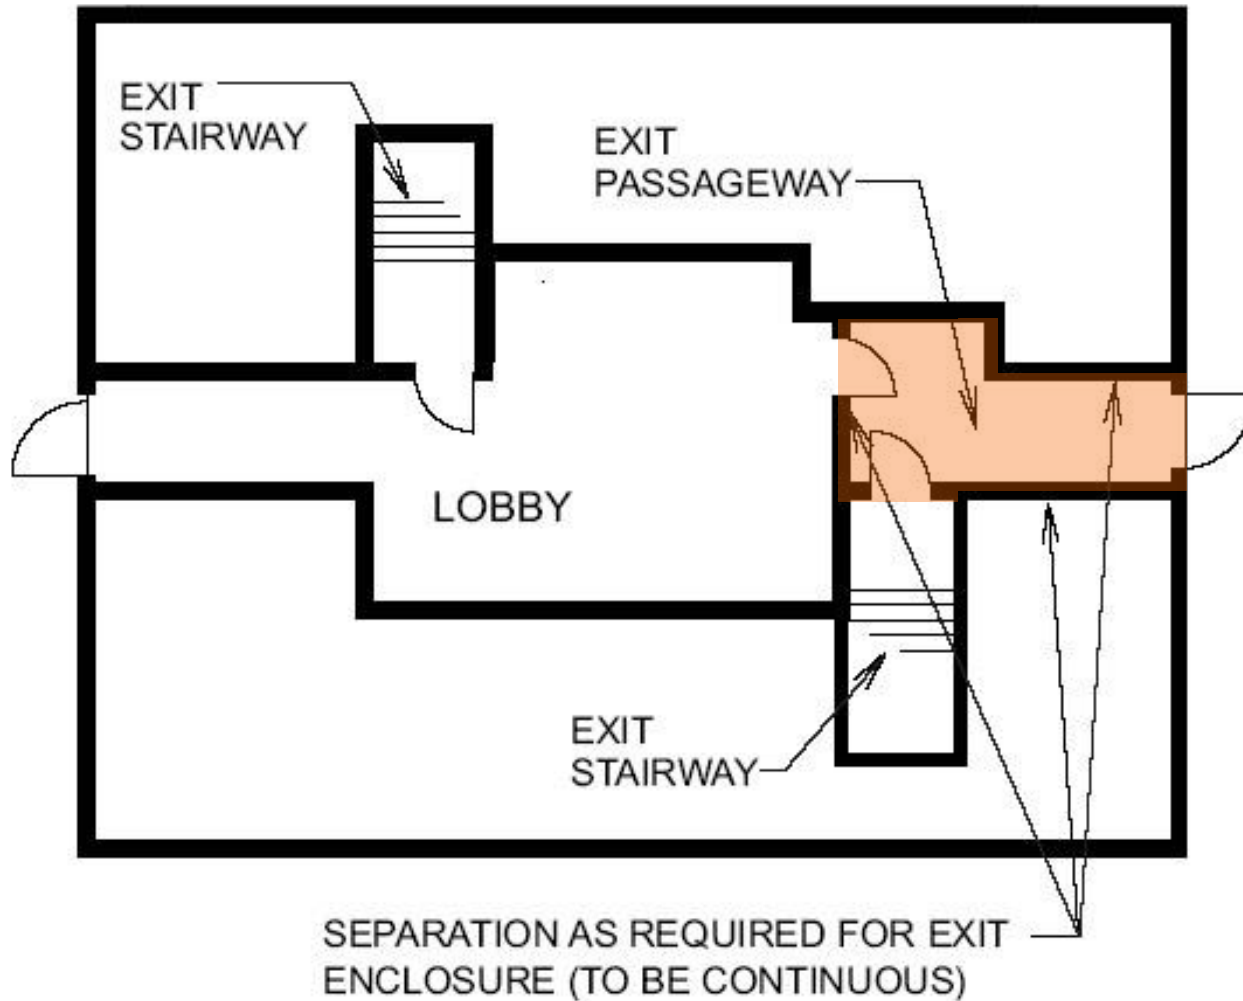 EXIT
STAIRWAY
EXIT
PASSAGEWAY
LOBBY
EXIT
STAIRWAY
SEPARATION AS REQUIRED FOR EXIT
ENCLOSURE (TO BE CONTINUOUS)